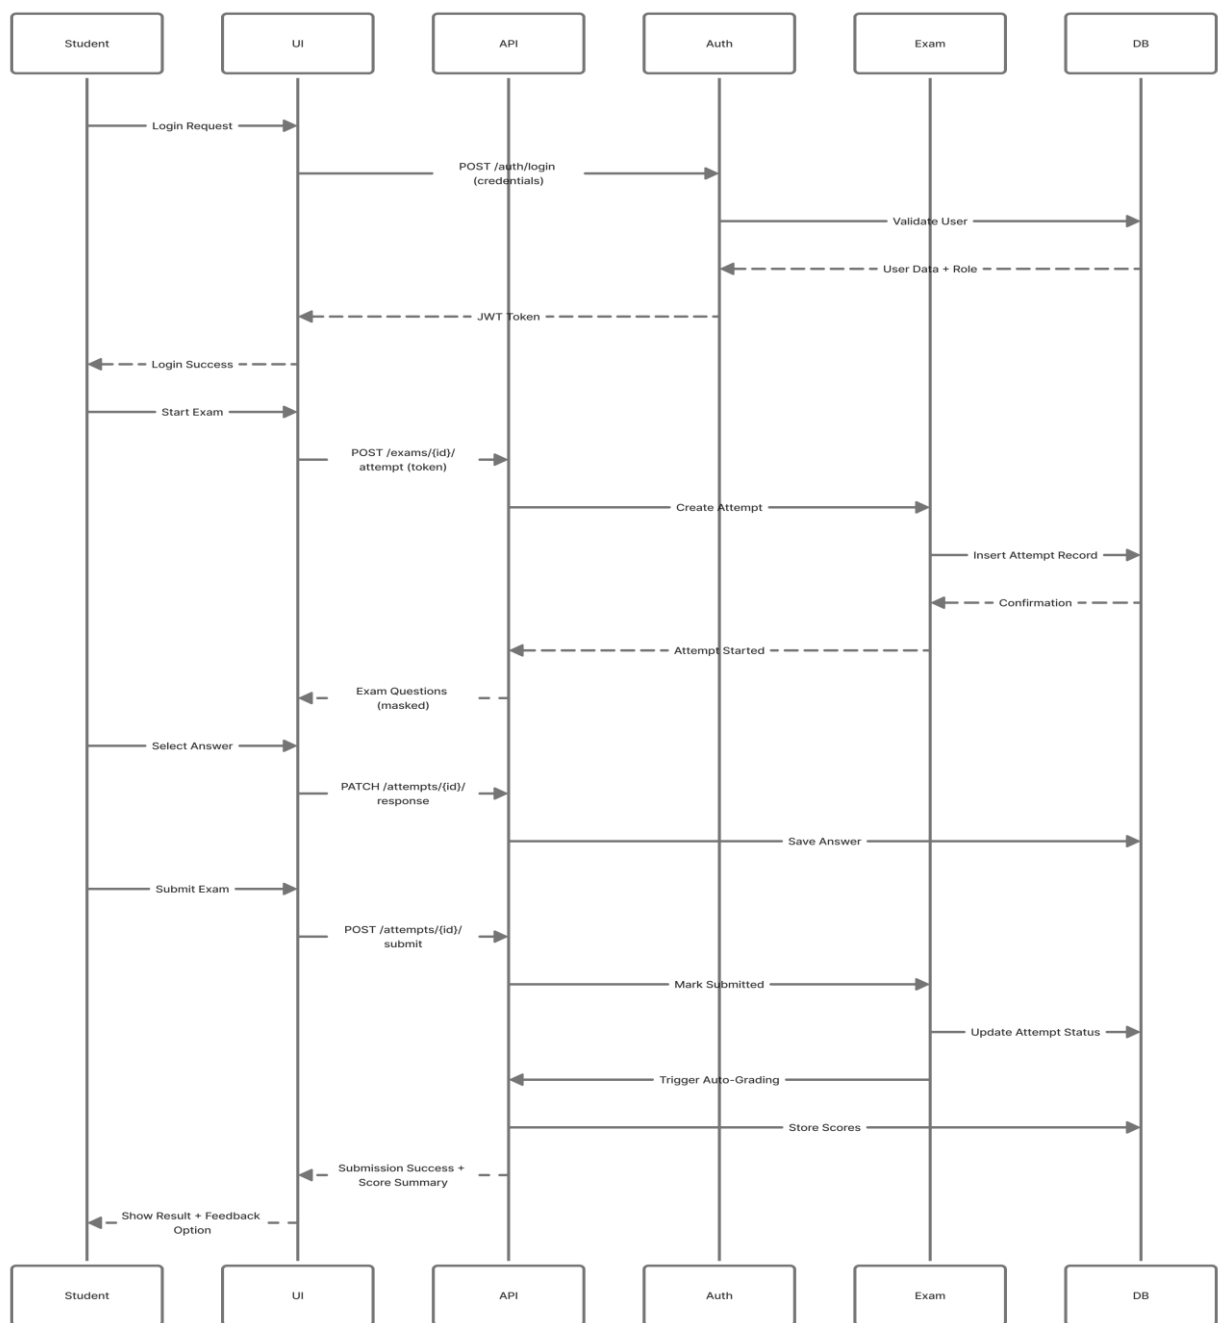 Student
UI
API
Auth
Exam
DB
Login Request
POST /auth/login
(credentials)
Validate User
User Data + Role
JWT Token
Login Success
Start Exam
POST /exams/{id}/
attempt (token)
Create Attempt
Insert Attempt Record
Confirmation
Attempt Started
Exam Questions
(masked)
Select Answer
PATCH /attempts/{id}/
response
Save Answer
Submit Exam
POST /attempts/{id}/
submit
Mark Submitted
Update Attempt Status
Trigger Auto-Grading
Store Scores
Submission Success +
Score Summary
Show Result + Feedback
Option
Student
UI
API
Auth
Exam
DB